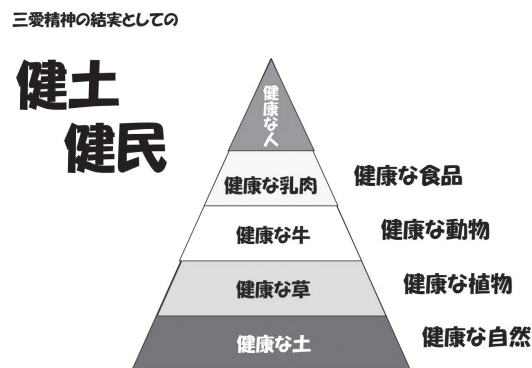 三愛精神の結実としての
健土
健民
健康な人
健康な乳肉
健康な食品
健康な牛
健康な動物
健康な草
健康な植物
健康な土
健康な自然